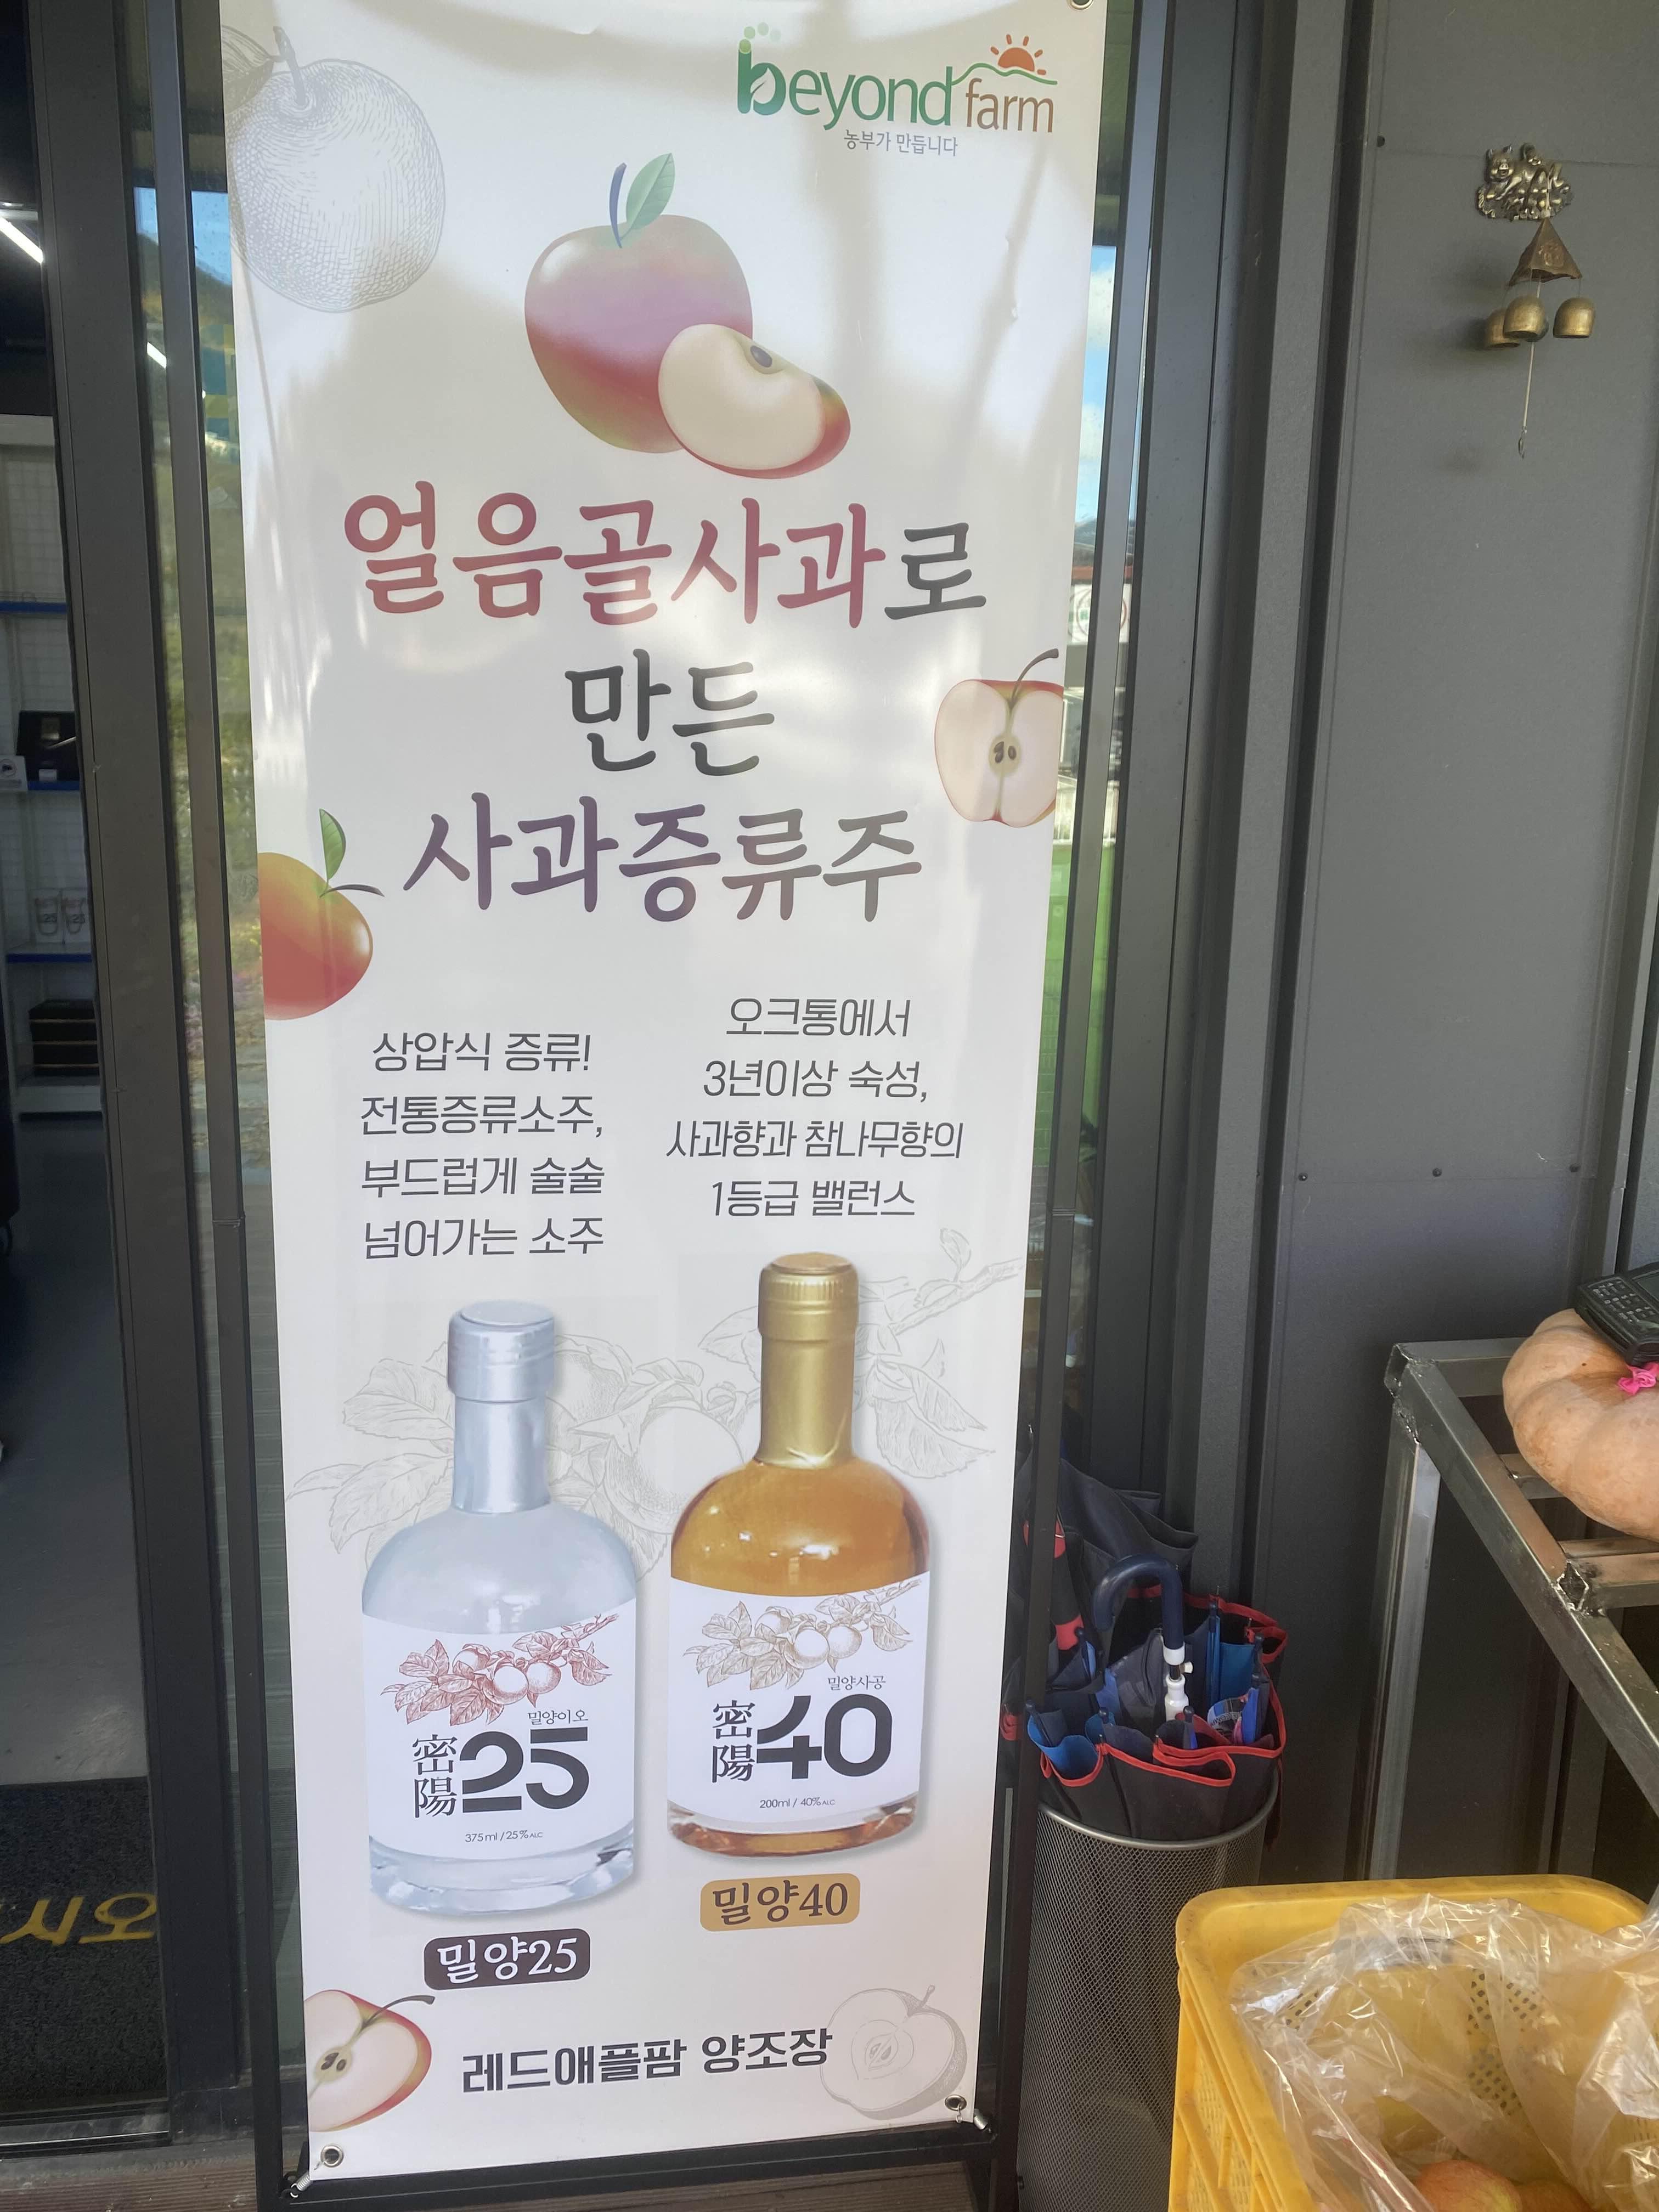 beyond farm
농부가 만듭니다
얼음골사과로
만든
사과증류주
상압식 증류!
전통증류소주,
부드럽게 술술
넘어가는 소주
오크통에서
3년이상 숙성,
사과향과 참나무향의
1등급 밸런스
밀양이오
密陽25
375ml / 25% ALC
밀양25
밀양사공
密陽40
200ml / 40% ALC
밀양40
레드애플팜 양조장